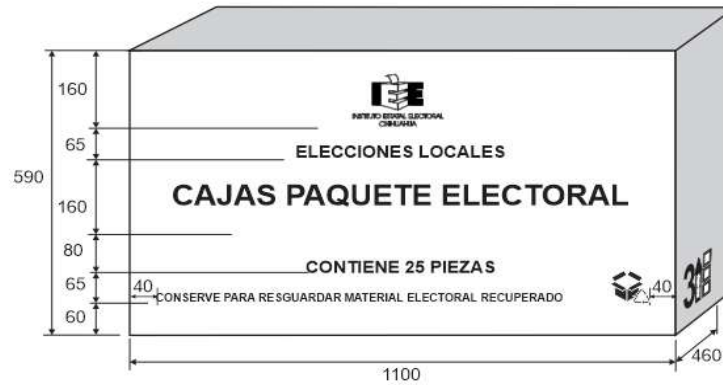 160
IEE
INSTITUTO ESTATAL ELECTORAL
CHIHUAHUA
65
ELECCIONES LOCALES
590
160
CAJAS PAQUETE ELECTORAL
80
CONTIENE 25 PIEZAS
65
40
CONSERVE PARA RESGUARDAR MATERIAL ELECTORAL RECUPERADO
40
60
460
1100